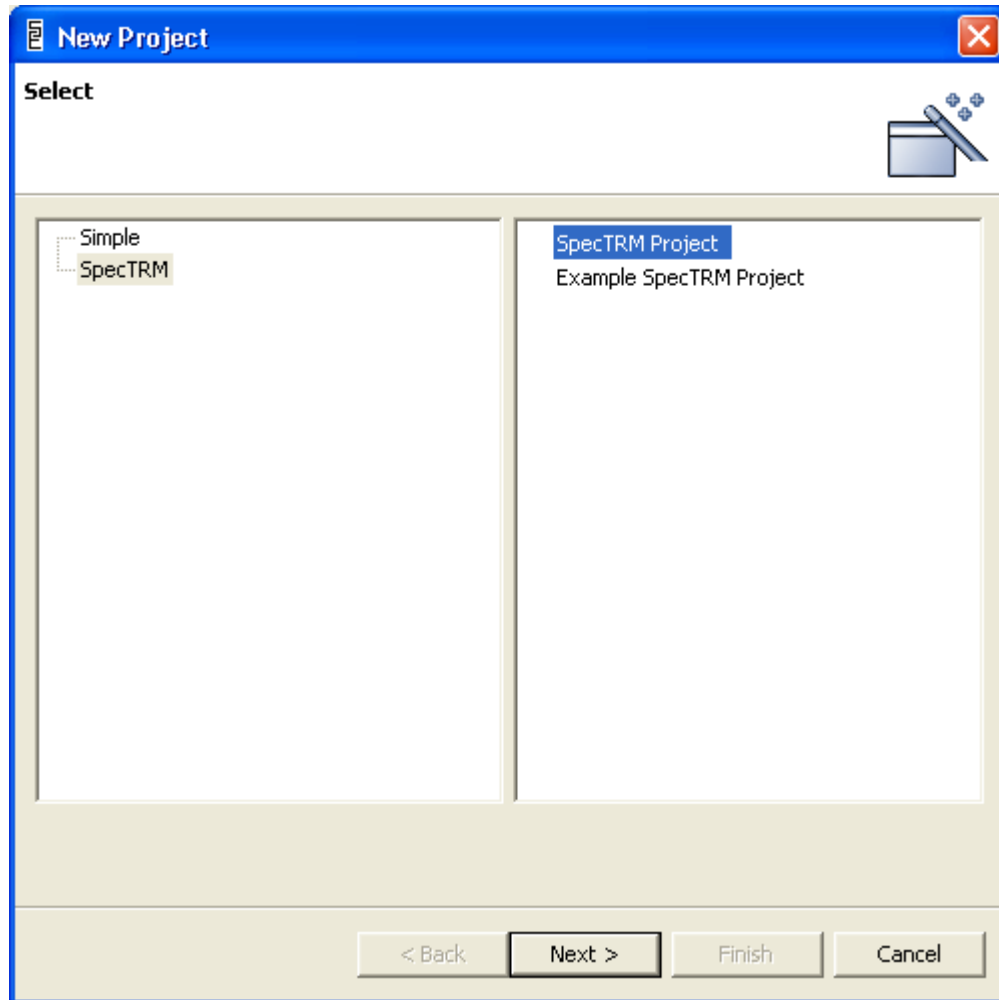 New Project
Select
Simple
SpecTRM
SpecTRM Project
Example SpecTRM Project
< Back
Next >
Finish
Cancel